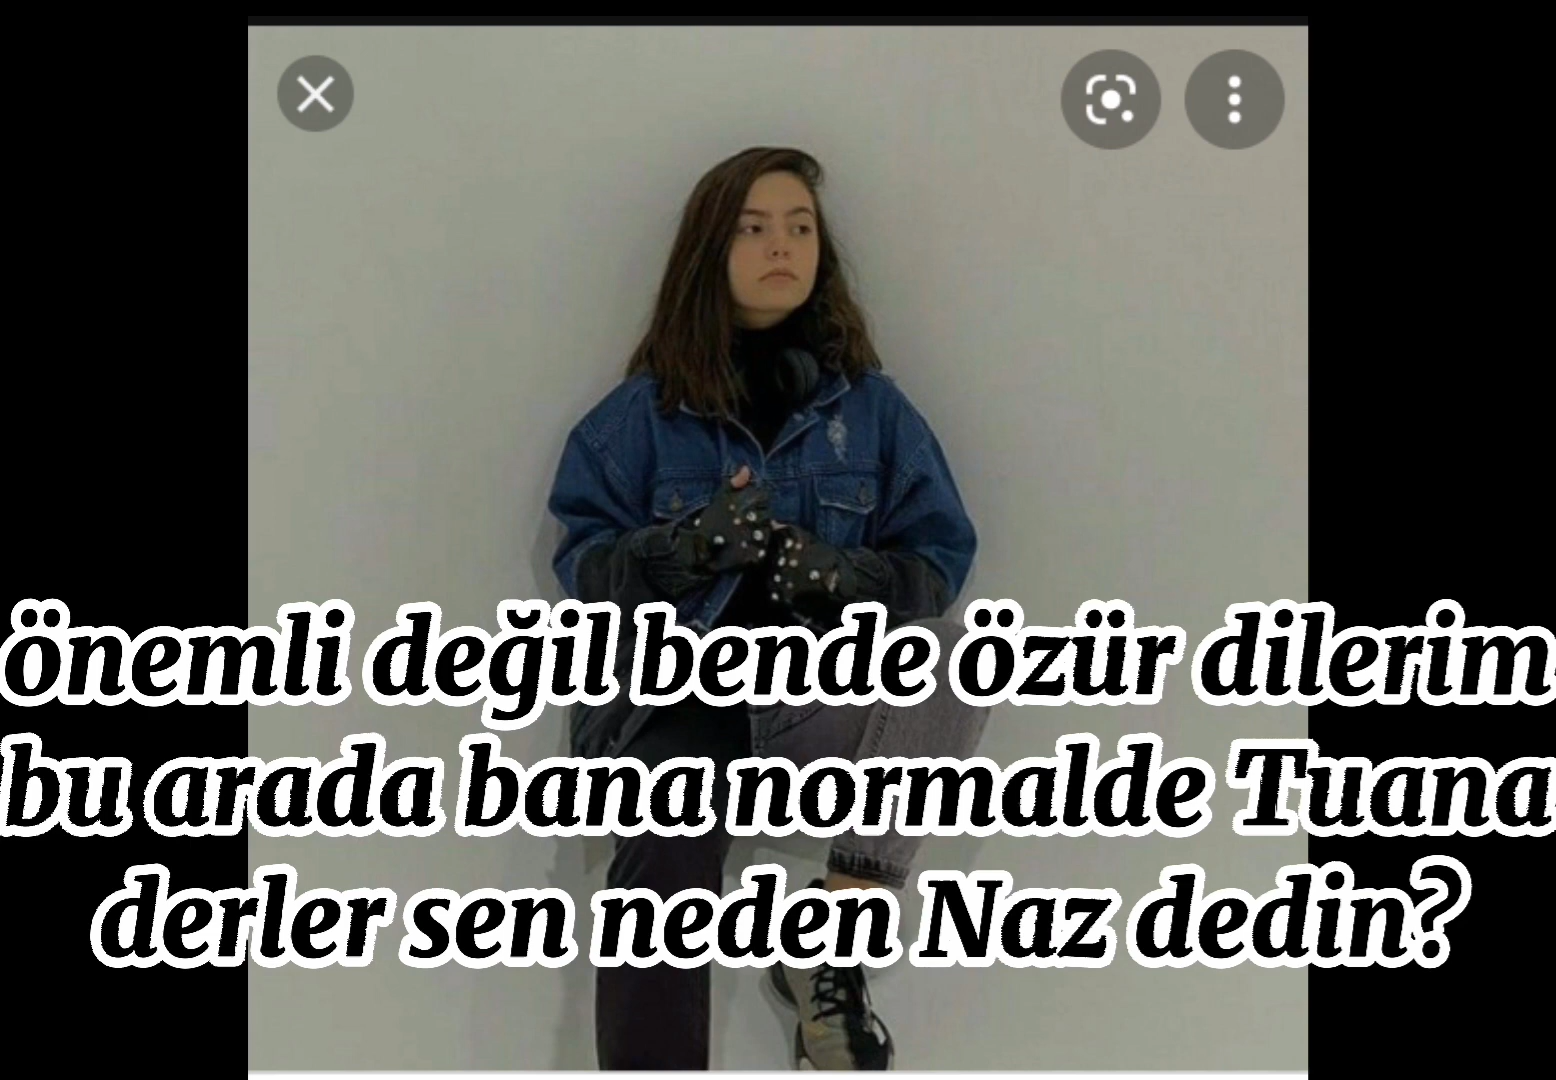 önemli değil bende özür dilerim
bu arada bana normalde Tuana
derler sen neden Naz dedin?